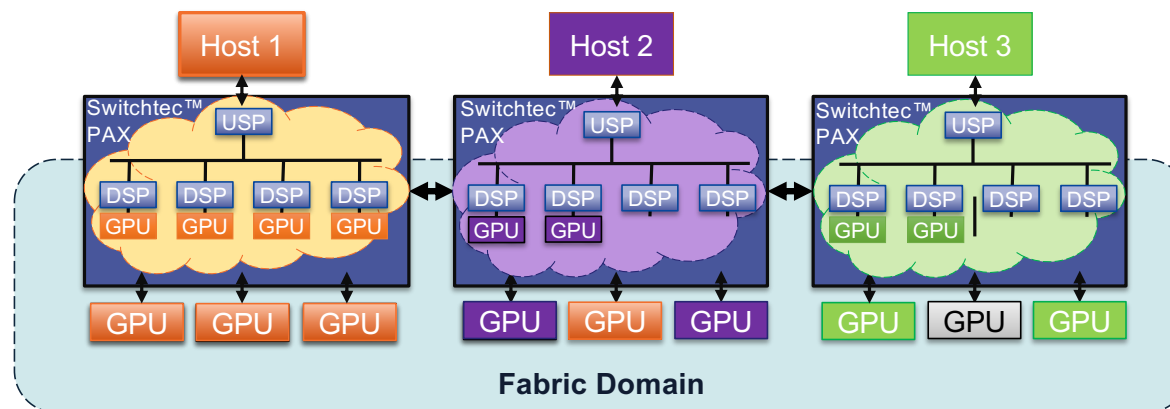 Host 1
Host 2
Host 3
Switchtec™
PAX
USP
DSP DSP DSP DSP
GPU GPU GPU GPU
Switchtec™
PAX
USP
DSP DSP DSP DSP
GPU GPU
Switchtec™
PAX
USP
DSP DSP DSP DSP
GPU GPU
GPU GPU GPU
GPU GPU GPU
GPU GPU GPU
Fabric Domain